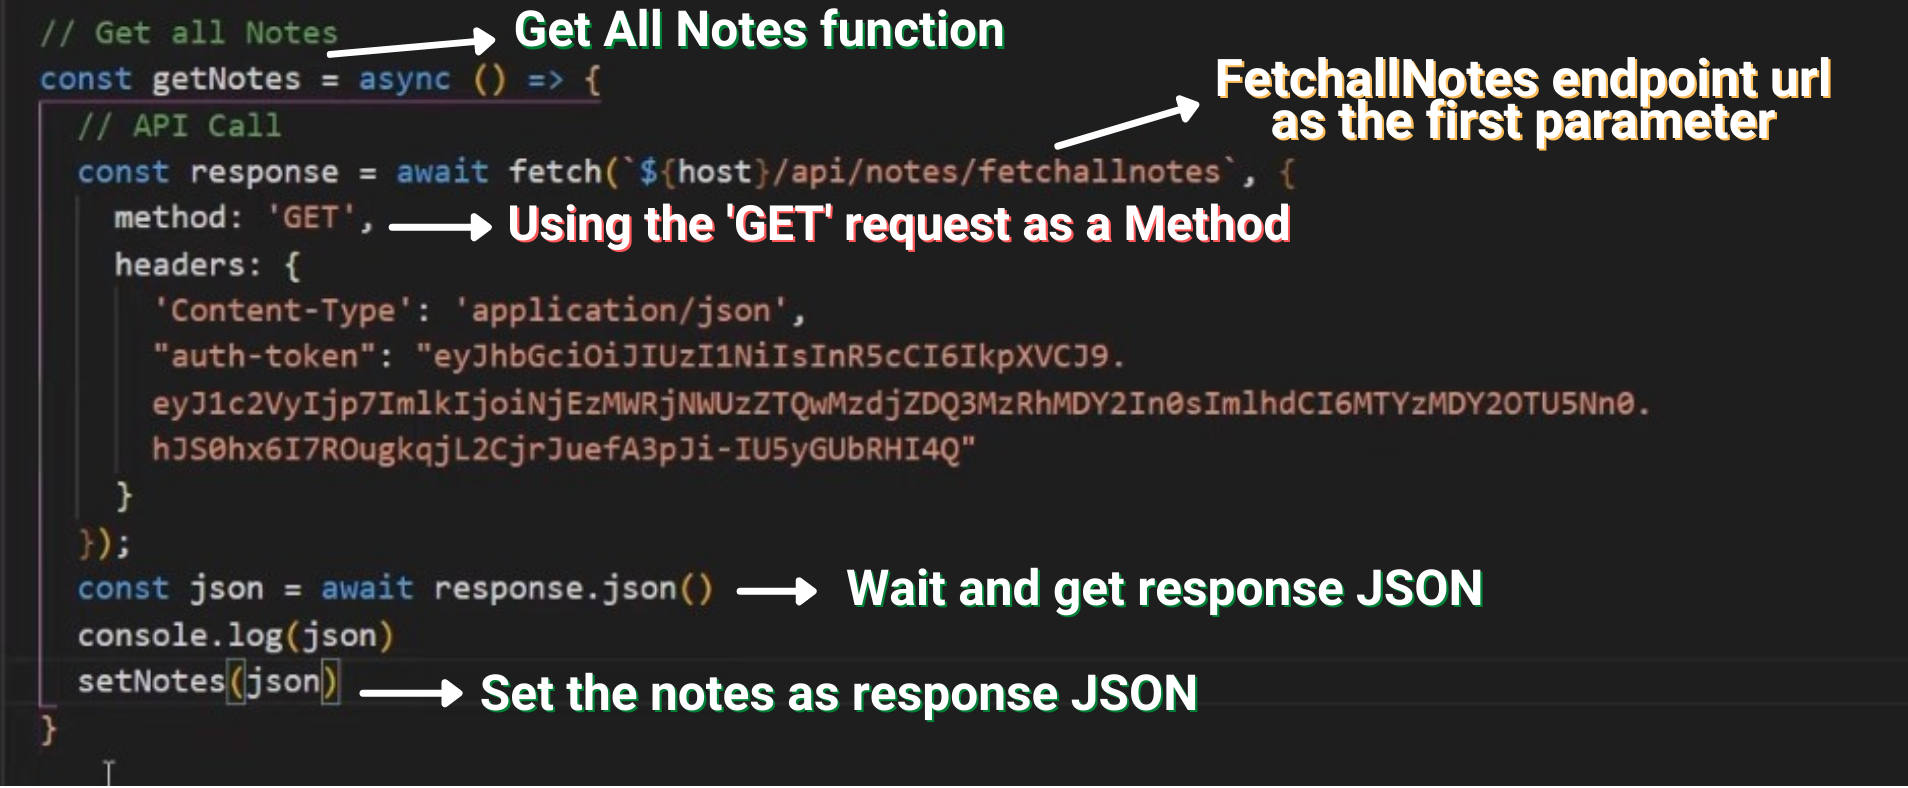 // Get all Notes
Get All Notes function
const getNotes = async () => {
FetchallNotes endpoint url
as the first parameter
// API Call
const response = await fetch(`${host}/api/notes/fetchallnotes`, {
method: 'GET',
Using the 'GET' request as a Method
headers: {
'Content-Type': 'application/json',
"auth-token": "eyJhbGciOiJIUzI1NiIsInR5cCI6IkpXVCJ9.
eyJ1c2VyIjp7ImlkIjoiNjEzMWRjNWUzZTQwMzdjZDQ3MzRhMDY2In0sImlhdCI6MTYzMDY2OTU5Nn0.
hJS0hx6I7ROugkqjL2CjrJuefA3pJi-IU5yGUbRHI4Q"
}
});
const json = await response.json()
Wait and get response JSON
console.log(json)
setNotes(json)
Set the notes as response JSON
}